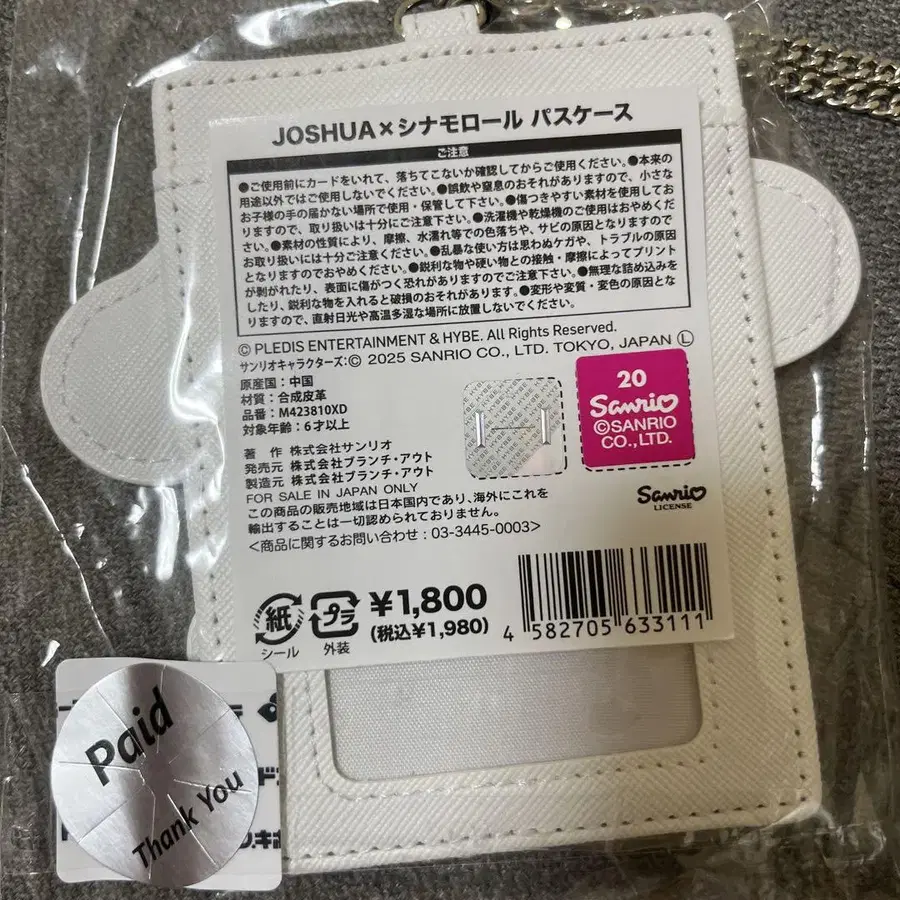 JOSHUA×シナモロール パスケース
ご注意
●ご使用前にカードをいれて、落ちてこないか確認してからご使用ください。●本来の
用途以外ではご使用しないでください。●誤飲や窒息のおそれがありますので、小さな
お子様の手の届かない場所で使用・保管して下さい。●傷つきやすい素材を使用してお
りますので、取り扱いは十分にご注意下さい。●洗濯機や乾燥機のご使用はおやめくだ
さい。●素材の性質により、摩擦、水濡れ等での色落ちや、サビの原因となりますので
お取り扱いには十分ご注意ください。●乱暴な使い方は思わぬケガや、トラブルの原因
となりますのでおやめください。●鋭利な物や硬い物との接触・摩擦によってプリント
が剥がれたり、表面に傷がつく恐れがありますのでご注意下さい。●無理な詰め込みを
したり、鋭利な物を入れると破損のおそれがあります。●変形や変質・変色の原因とな
りますので、直射日光や高温多湿な場所に放置しないでください。
© PLEDIS ENTERTAINMENT & HYBE. All Rights Reserved.
サンリオキャラクターズ:© 2025 SANRIO CO., LTD. TOKYO, JAPAN Ⓛ
原産国:中国
材質:合成皮革
品番:M423810XD
対象年齢:6才以上
20
Sanrio
©SANRIO
CO.,LTD.
著 作 株式会社サンリオ
発売元 株式会社ブランチ・アウト
製造元 株式会社ブランチ・アウト
FOR SALE IN JAPAN ONLY
この商品の販売地域は日本国内であり、海外にこれを
輸出することは一切認められておりません。
<商品に関するお問い合わせ:03-3445-0003>
Sanrio
LICENSE
紙
シール
プラ
外装
¥1,800
(税込¥1,980)
4 582705 633111
Paid
Thank You